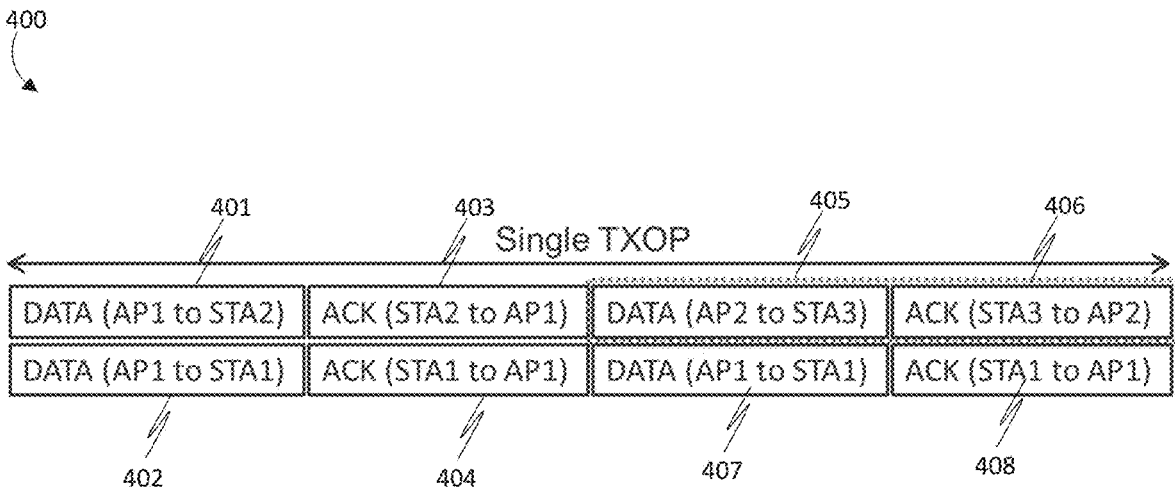 400
401 403 405 406
Single TXOP
DATA (AP1 to STA2) ACK (STA2 to AP1) DATA (AP2 to STA3) ACK (STA3 to AP2)
DATA (AP1 to STA1) ACK (STA1 to AP1) DATA (AP1 to STA1) ACK (STA1 to AP1)
402 404 407 408